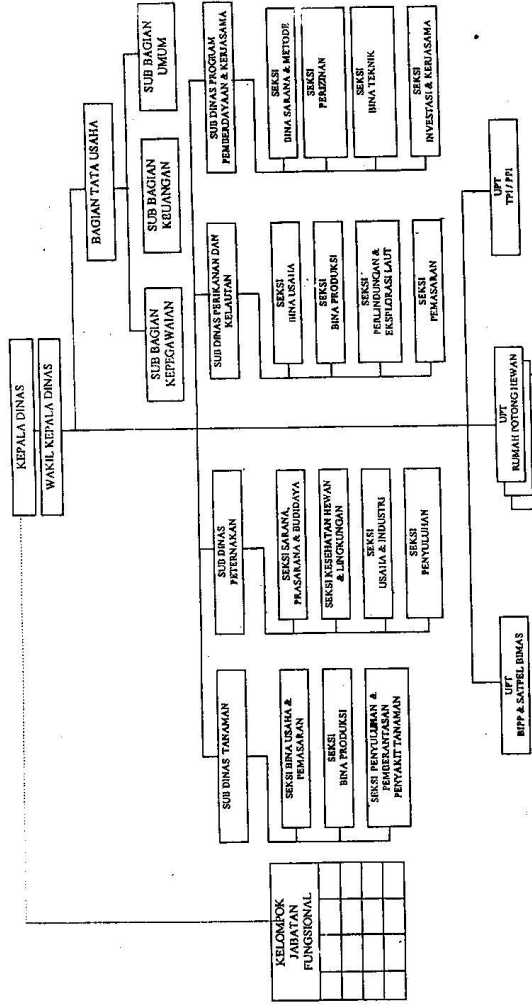 KEPALA DINAS
WAKIL KEPALA DINAS
BAGIAN TATA USAHA
SUB BAGIAN
KEPEGAWAIAN
SUB BAGIAN
KEUANGAN
SUB BAGIAN
UMUM
KELOMPOK
JABATAN
FUNGSIONAL
SUB DINAS TANAMAN
SEKSI BINA USAHA &
PEMASARAN
SEKSI
BINA PRODUKSI
SEKSI PENYULUHAN &
PEMBERANTASAN
PENYAKIT TANAMAN
SUB DINAS
PETERNAKAN
SEKSI SARANA,
PRASARANA & BUDIDAYA
SEKSI KESEHATAN HEWAN
& LINGKUNGAN
SEKSI
USAHA & INDUSTRI
SEKSI
PENYULUHAN
SUB DINAS PERIKANAN DAN
KELAUTAN
SEKSI
BINA USAHA
SEKSI
BINA PRODUKSI
SEKSI
PERLINDUNGAN &
EKSPLORASI LAUT
SEKSI
PEMASARAN
SUB DINAS PROGRAM
PEMBERDAYAAN & KERJASAMA
SEKSI
BINA SARANA & METODE
SEKSI
PERIZINAN
SEKSI
BINA TEKNIK
SEKSI
INVESTASI & KERJASAMA
UPT
BIPP & SATPEL BIMAS
UPT
RUMAH POTONG HEWAN
UPT
TPI / PPI